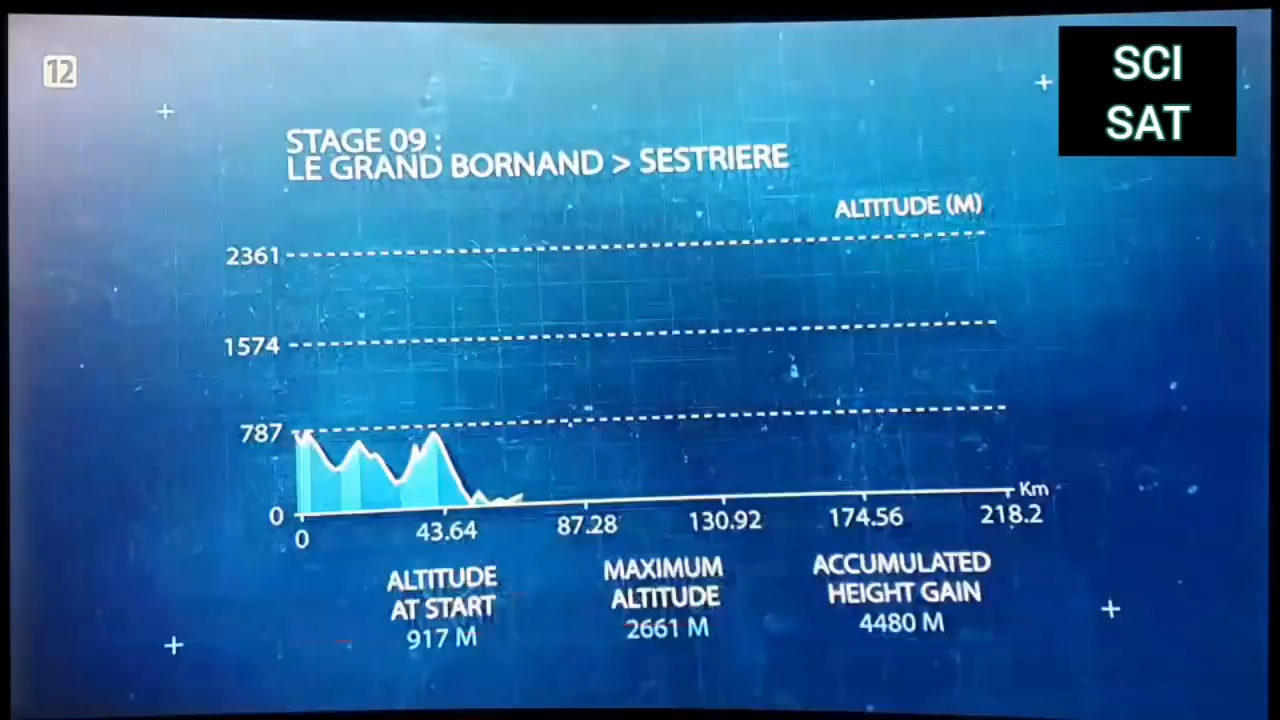 12
SCI
SAT
STAGE 09 :
LE GRAND BORNAND > SESTRIERE
ALTITUDE (M)
2361
1574
787
0
Km
0
43.64
87.28
130.92
174.56
218.2
ALTITUDE
AT START
917 M
MAXIMUM
ALTITUDE
2661 M
ACCUMULATED
HEIGHT GAIN
4480 M